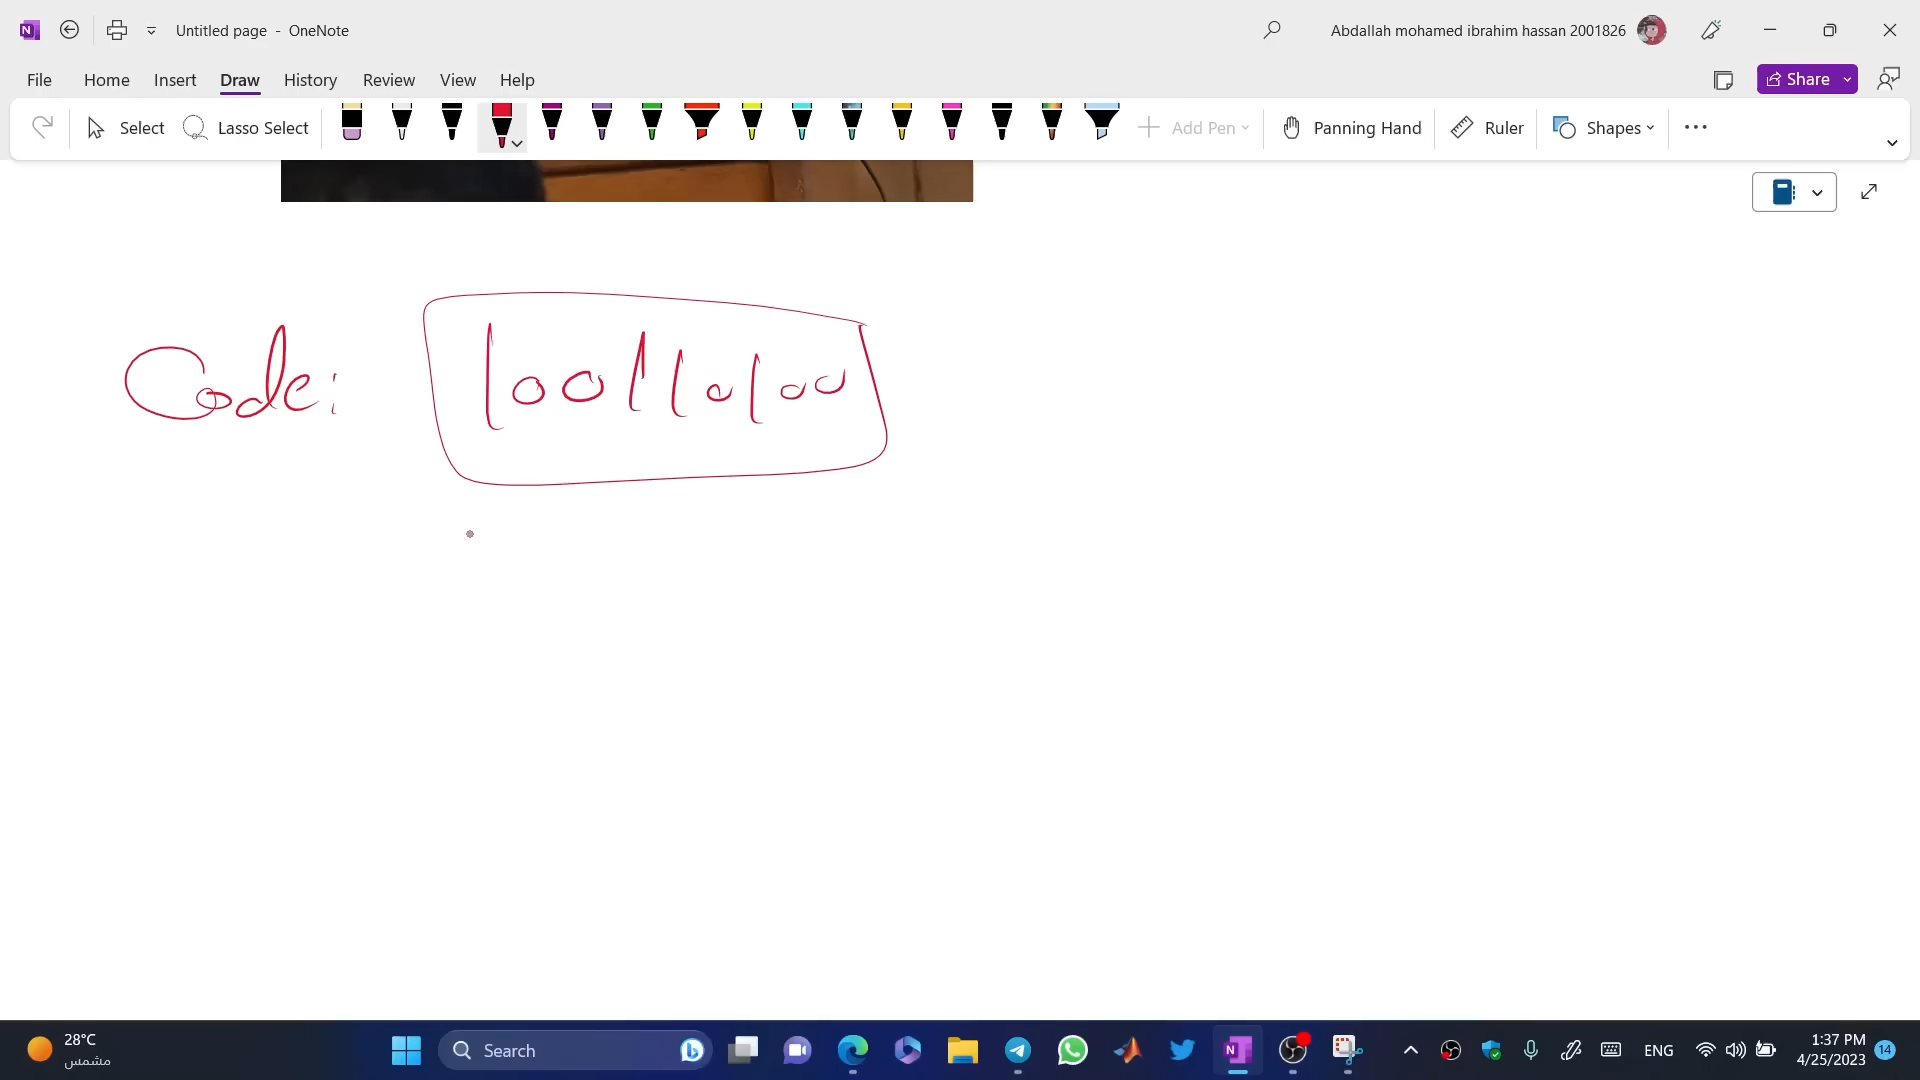 Untitled page - OneNote
Abdallah mohamed ibrahim hassan 2001826
File Home Insert Draw History Review View Help
Share
Select Lasso Select Add Pen Panning Hand Ruler Shapes
Code: 100110100
28°C
مشمس
Search
ENG
1:37 PM
4/25/2023
14